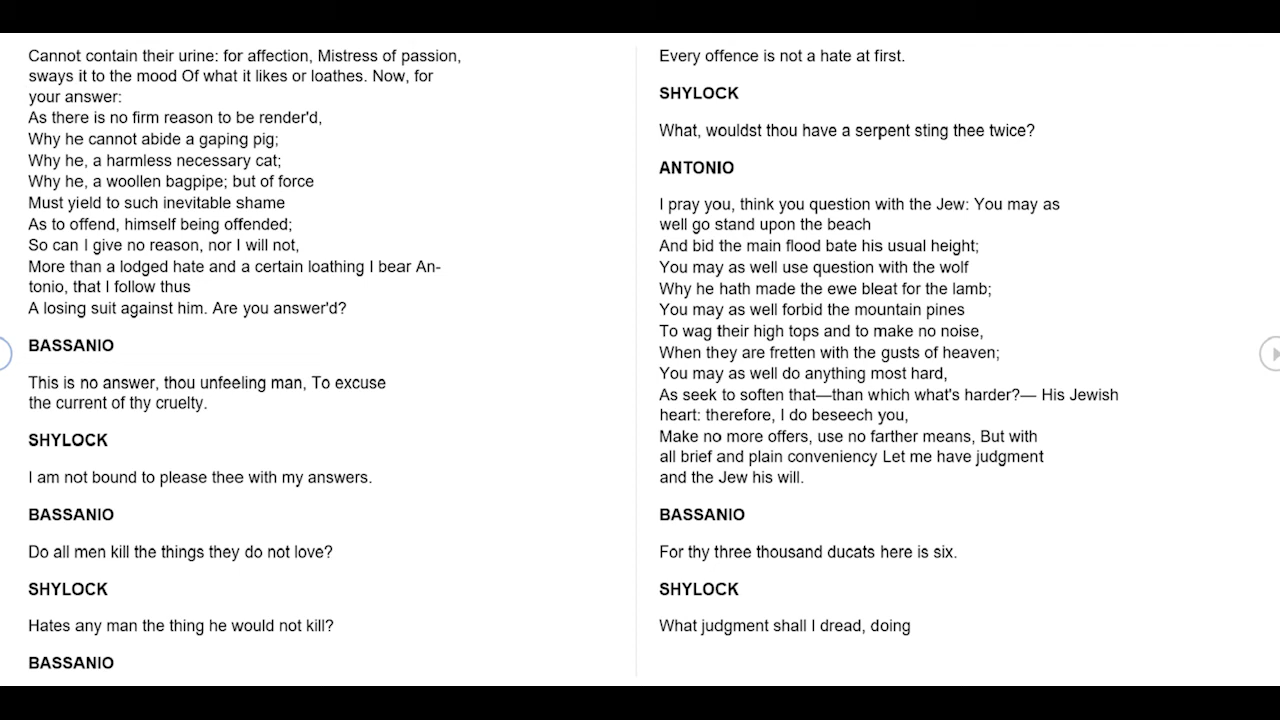 Cannot contain their urine: for affection, Mistress of passion,
sways it to the mood Of what it likes or loathes. Now, for
your answer:
As there is no firm reason to be render'd,
Why he cannot abide a gaping pig;
Why he, a harmless necessary cat;
Why he, a woollen bagpipe; but of force
Must yield to such inevitable shame
As to offend, himself being offended;
So can I give no reason, nor I will not,
More than a lodged hate and a certain loathing I bear An-
tonio, that I follow thus
A losing suit against him. Are you answer'd?
BASSANIO
This is no answer, thou unfeeling man, To excuse
the current of thy cruelty.
SHYLOCK
I am not bound to please thee with my answers.
BASSANIO
Do all men kill the things they do not love?
SHYLOCK
Hates any man the thing he would not kill?
BASSANIO
Every offence is not a hate at first.
SHYLOCK
What, wouldst thou have a serpent sting thee twice?
ANTONIO
I pray you, think you question with the Jew: You may as
well go stand upon the beach
And bid the main flood bate his usual height;
You may as well use question with the wolf
Why he hath made the ewe bleat for the lamb;
You may as well forbid the mountain pines
To wag their high tops and to make no noise,
When they are fretten with the gusts of heaven;
You may as well do anything most hard,
As seek to soften that—than which what's harder?— His Jewish
heart: therefore, I do beseech you,
Make no more offers, use no farther means, But with
all brief and plain conveniency Let me have judgment
and the Jew his will.
BASSANIO
For thy three thousand ducats here is six.
SHYLOCK
What judgment shall I dread, doing